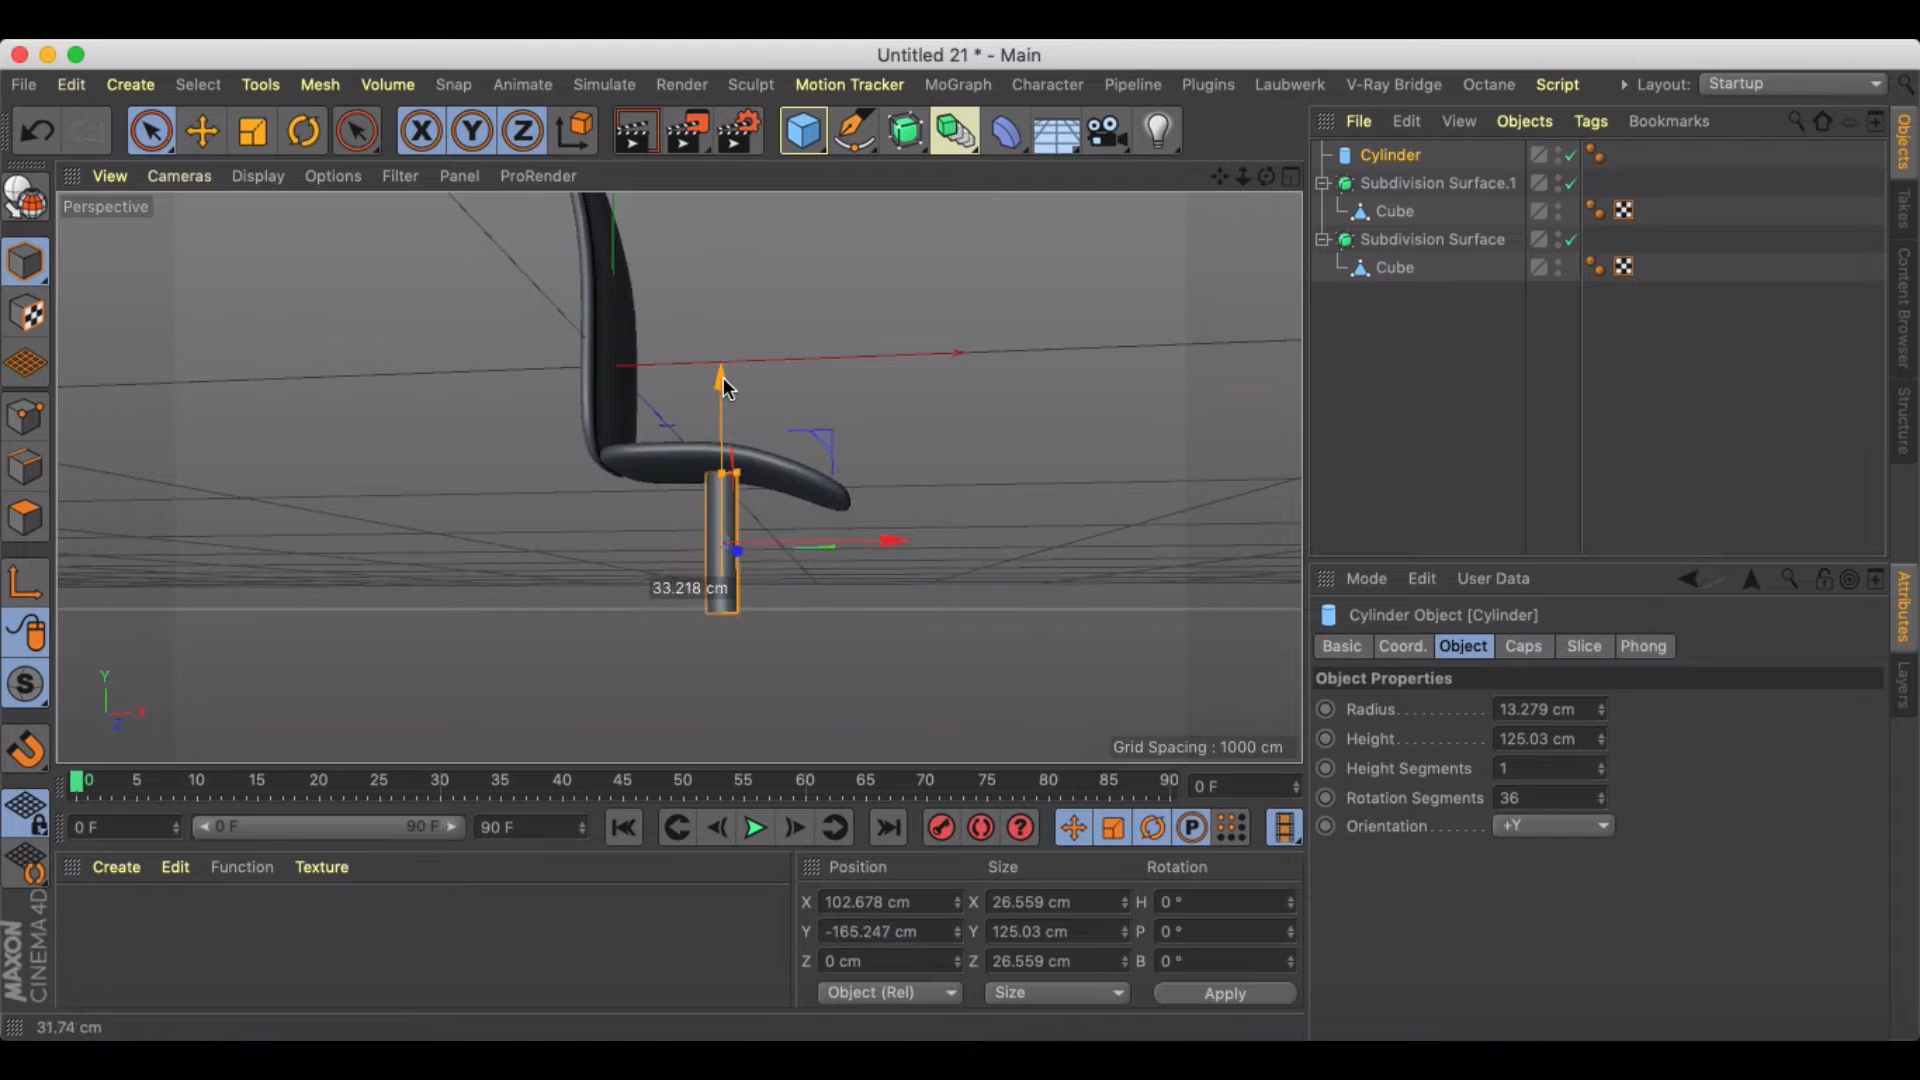 Untitled 21 * - Main
File Edit Create Select Tools Mesh Volume Snap Animate Simulate Render Sculpt Motion Tracker MoGraph Character Pipeline Plugins Laubwerk V-Ray Bridge Octane Script Layout: Startup
X Y Z
File Edit View Objects Tags Bookmarks
View Cameras Display Options Filter Panel ProRender
Perspective
Cylinder
Subdivision Surface.1
Cube
Subdivision Surface
Cube
Objects
Takes
Content Browser
Structure
33.218 cm
Y
X
Z
Grid Spacing : 1000 cm
S
Mode Edit User Data
Cylinder Object [Cylinder]
Basic Coord. Object Caps Slice Phong
Object Properties
Radius. . . . . . . . . . . 13.279 cm
Height. . . . . . . . . . . 125.03 cm
Height Segments 1
Rotation Segments 36
Orientation. . . . . . . +Y
Attributes
Layers
0 5 10 15 20 25 30 35 40 45 50 55 60 65 70 75 80 85 90 0 F
0 F 0 F 90 F 90 F
P
Create Edit Function Texture
Position Size Rotation
X 102.678 cm X 26.559 cm H 0 °
Y -165.247 cm Y 125.03 cm P 0 °
Z 0 cm Z 26.559 cm B 0 °
Object (Rel) Size Apply
MAXON
CINEMA 4D
31.74 cm